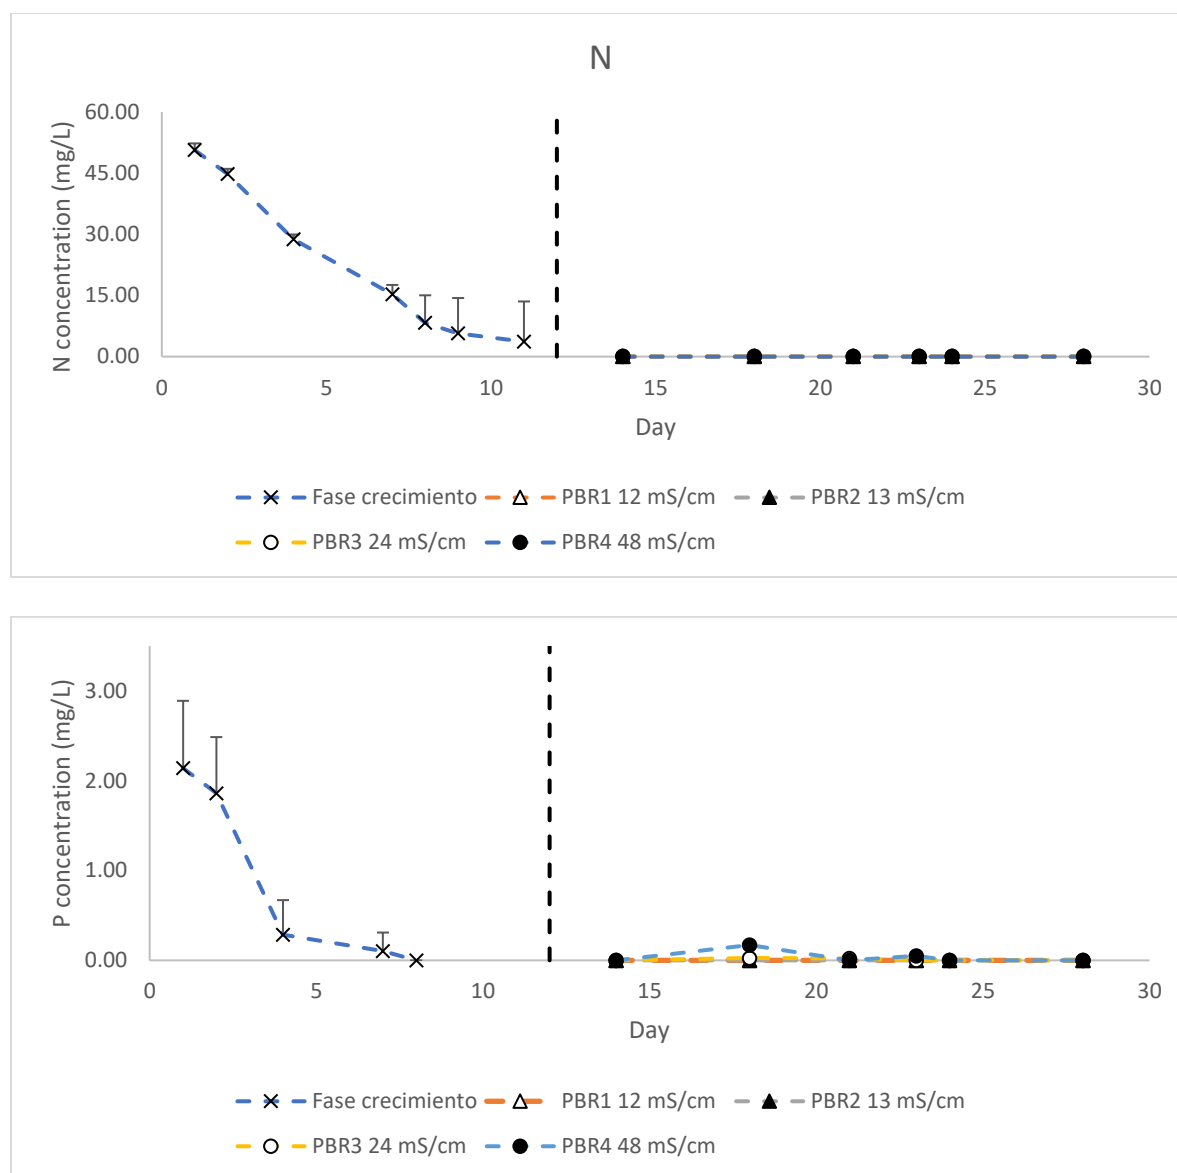 N
N concentration (mg/L)
60.00
45.00
30.00
15.00
0.00
0 5 10 15 20 25 30
Day
Fase crecimiento PBR1 12 mS/cm PBR2 13 mS/cm
PBR3 24 mS/cm PBR4 48 mS/cm
P concentration (mg/L)
3.00
2.00
1.00
0.00
0 5 10 15 20 25 30
Day
Fase crecimiento PBR1 12 mS/cm PBR2 13 mS/cm
PBR3 24 mS/cm PBR4 48 mS/cm